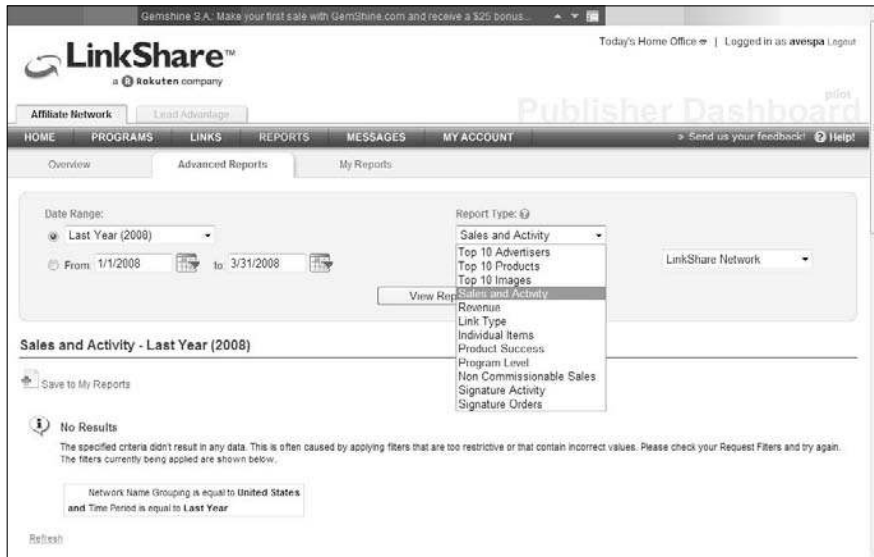 Gemshine S.A.: Make your first sale with GemShine.com and receive a $25 bonus...
LinkShare™
a Rakuten company
Today's Home Office | Logged in as avespa Logout
Affiliate Network
Lead Advantage
pilot
Publisher Dashboard
HOME PROGRAMS LINKS REPORTS MESSAGES MY ACCOUNT » Send us your feedback! Help!
Overview Advanced Reports My Reports
Date Range:
Last Year (2008)
From 1/1/2008 to 3/31/2008
Report Type:
Sales and Activity
Top 10 Advertisers
Top 10 Products
Top 10 Images
Sales and Activity
Revenue
Link Type
Individual Items
Product Success
Program Level
Non Commissionable Sales
Signature Activity
Signature Orders
LinkShare Network
View Rep
Sales and Activity - Last Year (2008)
Save to My Reports
No Results
The specified criteria didn't result in any data. This is often caused by applying filters that are too restrictive or that contain incorrect values. Please check your Request Filters and try again.
The filters currently being applied are shown below.
Network Name Grouping is equal to United States
and Time Period is equal to Last Year
Refresh